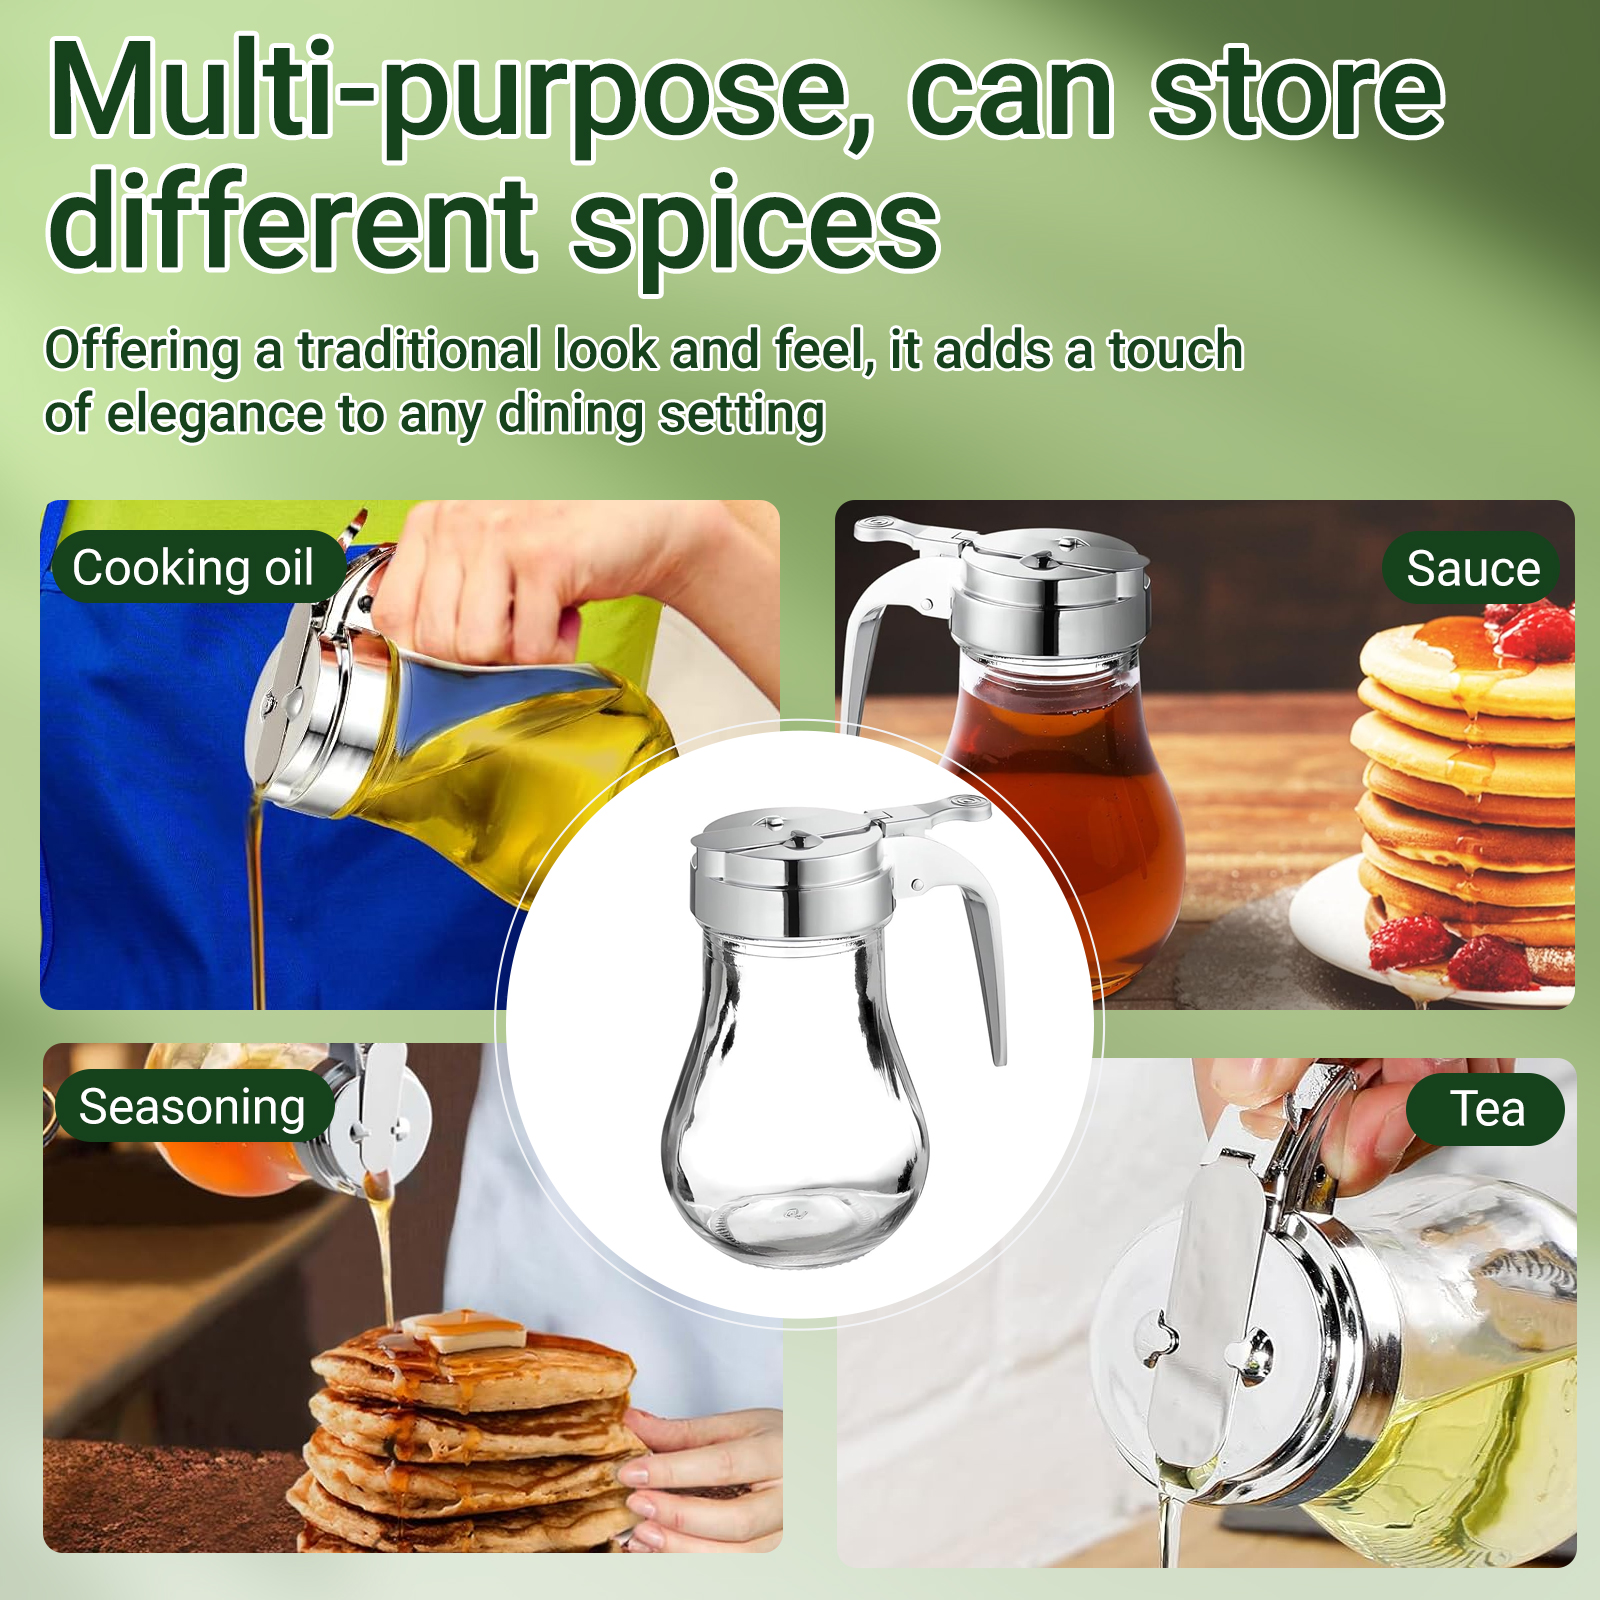 Multi-purpose, can store
different spices
Offering a traditional look and feel, it adds a touch
of elegance to any dining setting
Cooking oil
Sauce
Seasoning
Tea